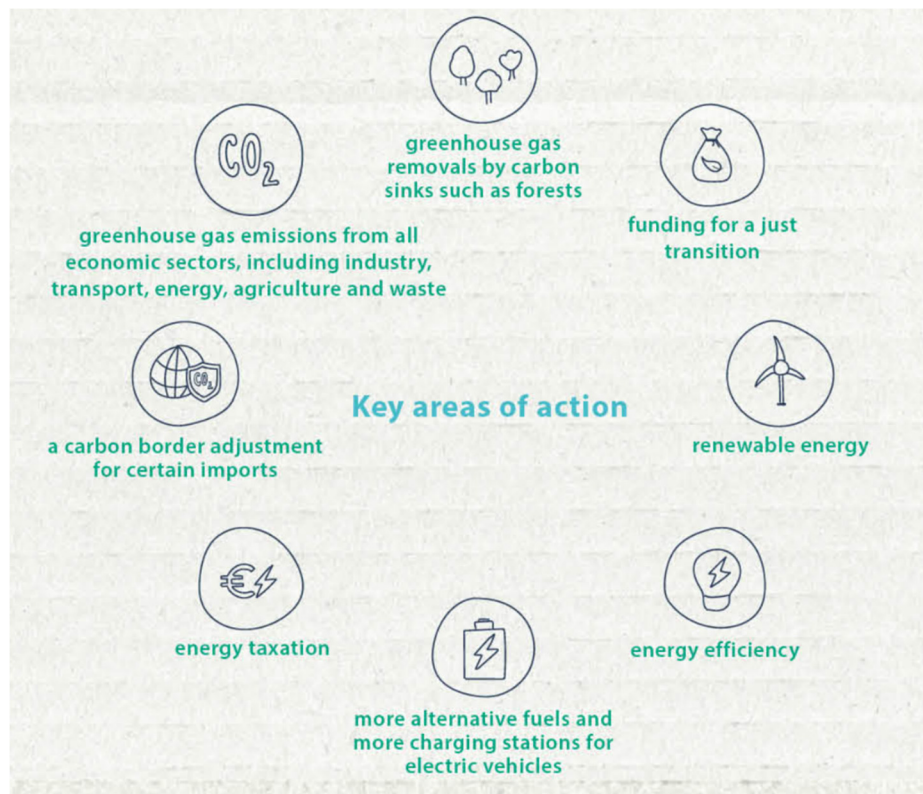 greenhouse gas
removals by carbon
sinks such as forests
CO2
greenhouse gas emissions from all
economic sectors, including industry,
transport, energy, agriculture and waste
funding for a just
transition
CO2
a carbon border adjustment
for certain imports
Key areas of action
renewable energy
€
energy taxation
energy efficiency
more alternative fuels and
more charging stations for
electric vehicles